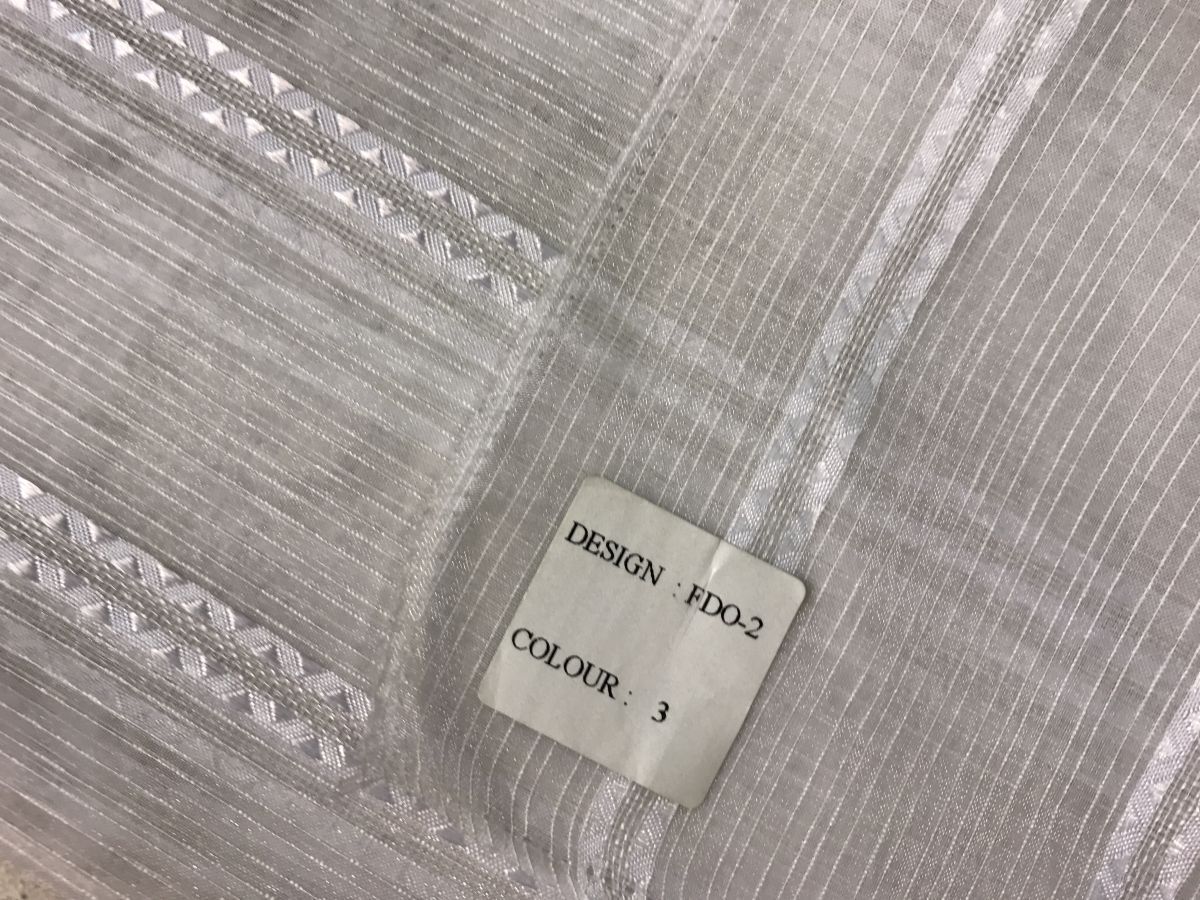 DESIGN : FDO-2
COLOUR : 3